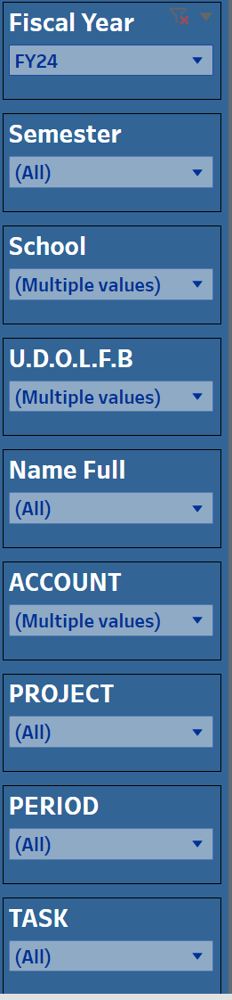 Fiscal Year
FY24
Semester
(All)
School
(Multiple values)
U.D.O.L.F.B
(Multiple values)
Name Full
(All)
ACCOUNT
(Multiple values)
PROJECT
(All)
PERIOD
(All)
TASK
(All)